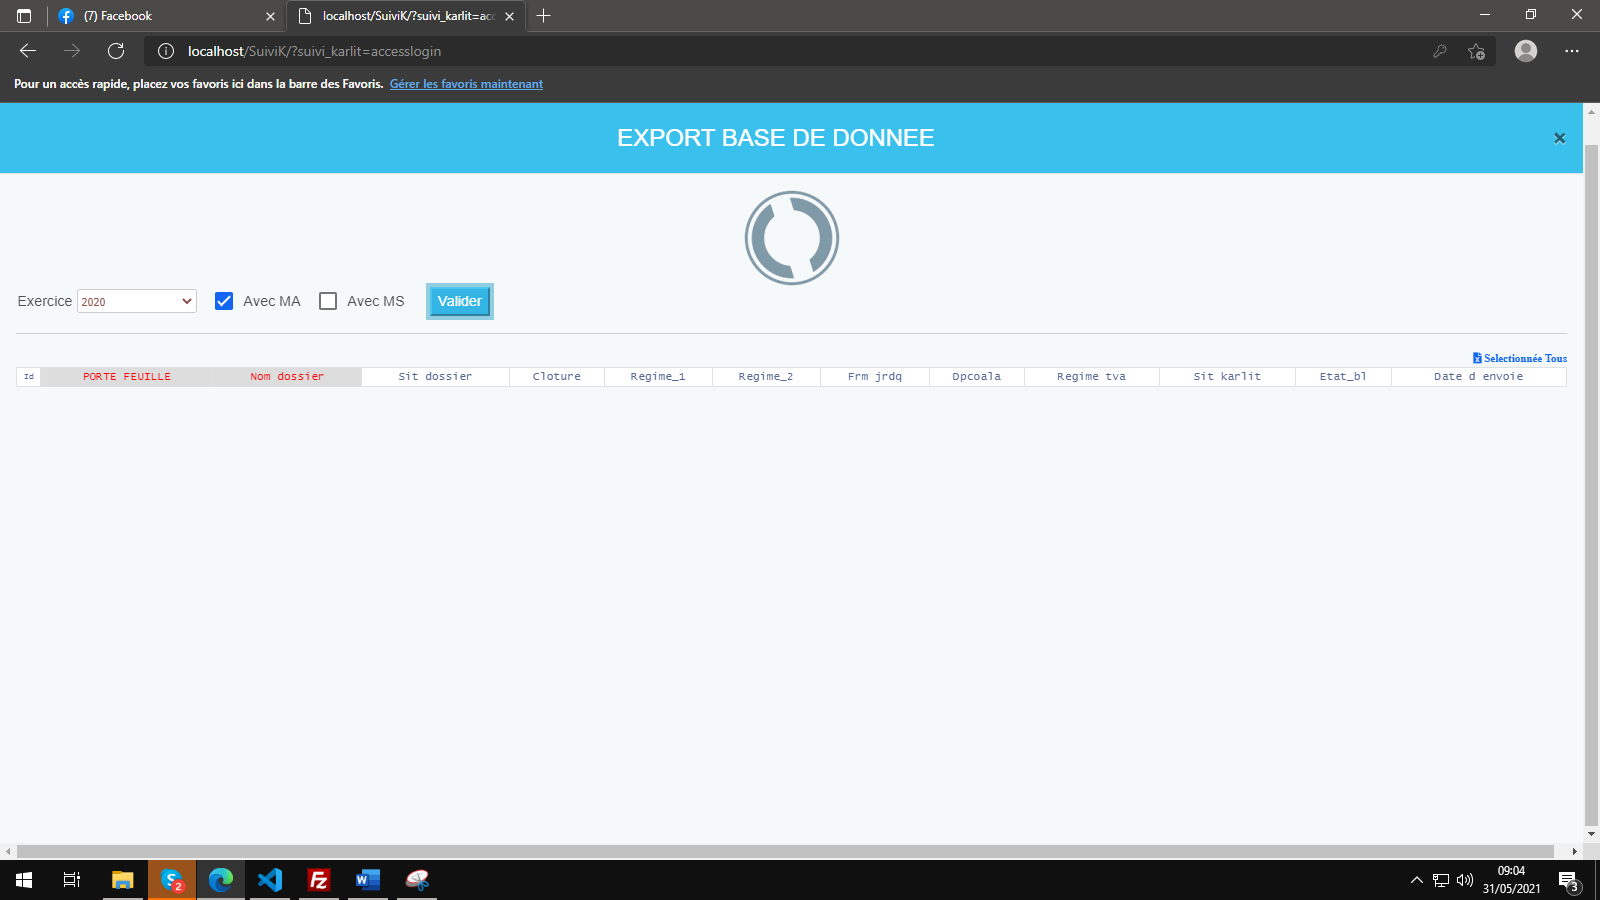 (7) Facebook
localhost/SuiviK/?suivi_karlit=acc
localhost/SuiviK/?suivi_karlit=accesslogin
Pour un accès rapide, placez vos favoris ici dans la barre des Favoris. Gérer les favoris maintenant
EXPORT BASE DE DONNEE
Exercice 2020 Avec MA Avec MS Valider
Selectionnée Tous
Id PORTE FEUILLE Nom dossier Sit dossier Cloture Regime_1 Regime_2 Frm jrdq Dpcoala Regime tva Sit karlit Etat_bl Date d envoie
09:04
31/05/2021
2
3